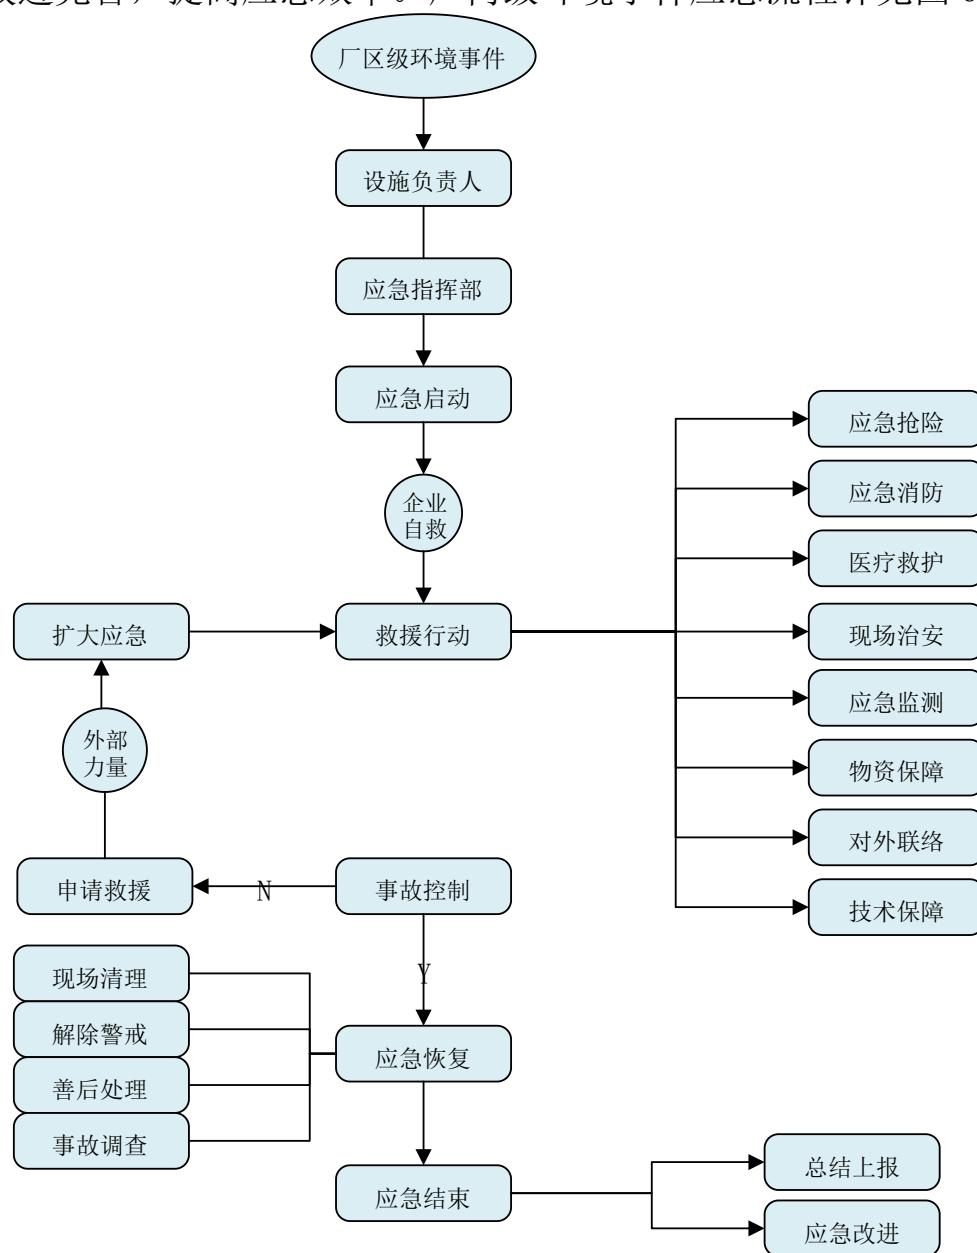 厂区级环境事件
设施负责人
应急指挥部
应急启动
企业
自救
救援行动
应急抢险
应急消防
医疗救护
现场治安
应急监测
物资保障
对外联络
技术保障
扩大应急
外部
力量
申请救援
N
事故控制
Y
现场清理
解除警戒
善后处理
事故调查
应急恢复
应急结束
总结上报
应急改进